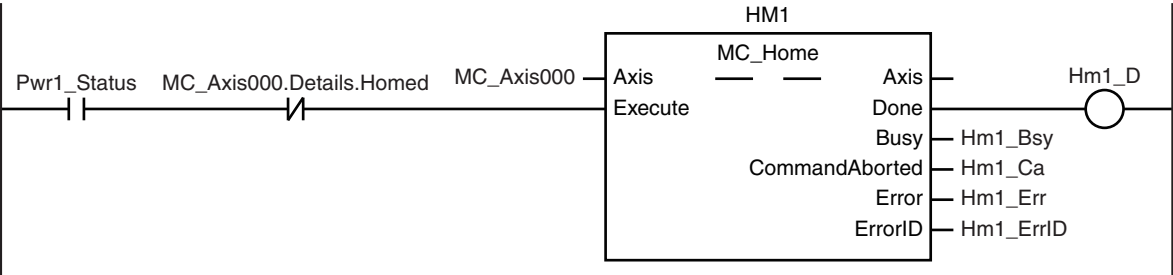 HM1
MC_Home
Pwr1_Status MC_Axis000.Details.Homed MC_Axis000 Axis Axis Hm1_D
Execute Done
Busy Hm1_Bsy
CommandAborted Hm1_Ca
Error Hm1_Err
ErrorID Hm1_ErrID